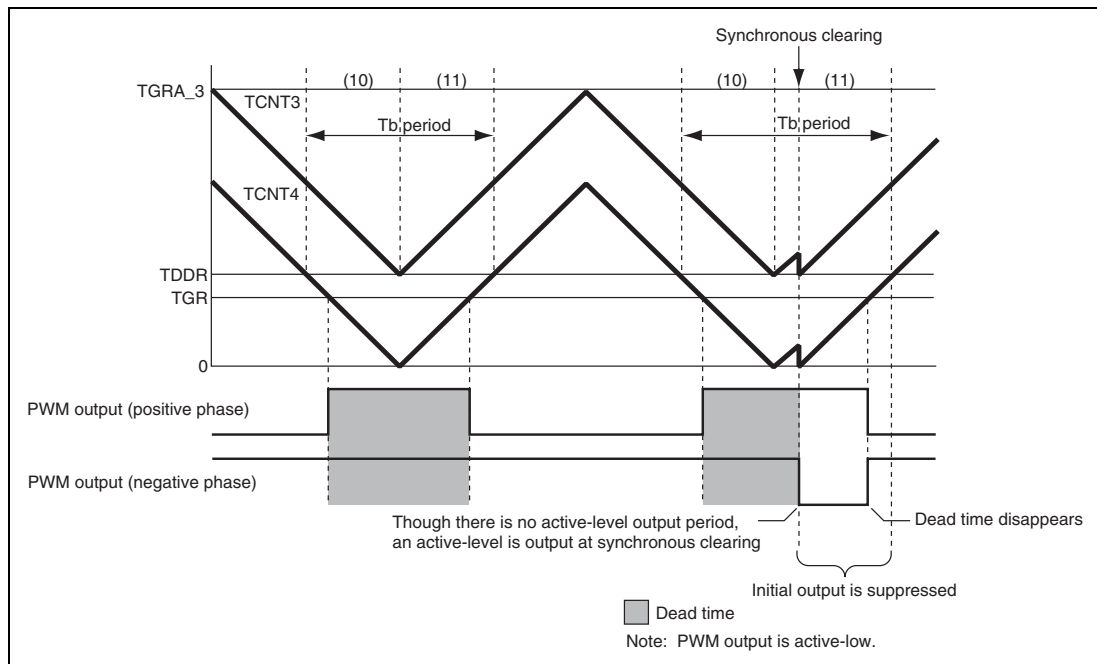 Synchronous clearing
(10) (11) (10) (11)
TGRA_3
TCNT3
Tb period Tb period
TCNT4
TDDR
TGR
0
PWM output (positive phase)
PWM output (negative phase)
Though there is no active-level output period,
an active-level is output at synchronous clearing
Dead time disappears
Initial output is suppressed
Dead time
Note: PWM output is active-low.